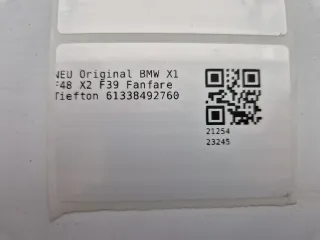 NEU Original BMW X1
F48 X2 F39 Fanfare
Tiefton 61338492760
21254
23245